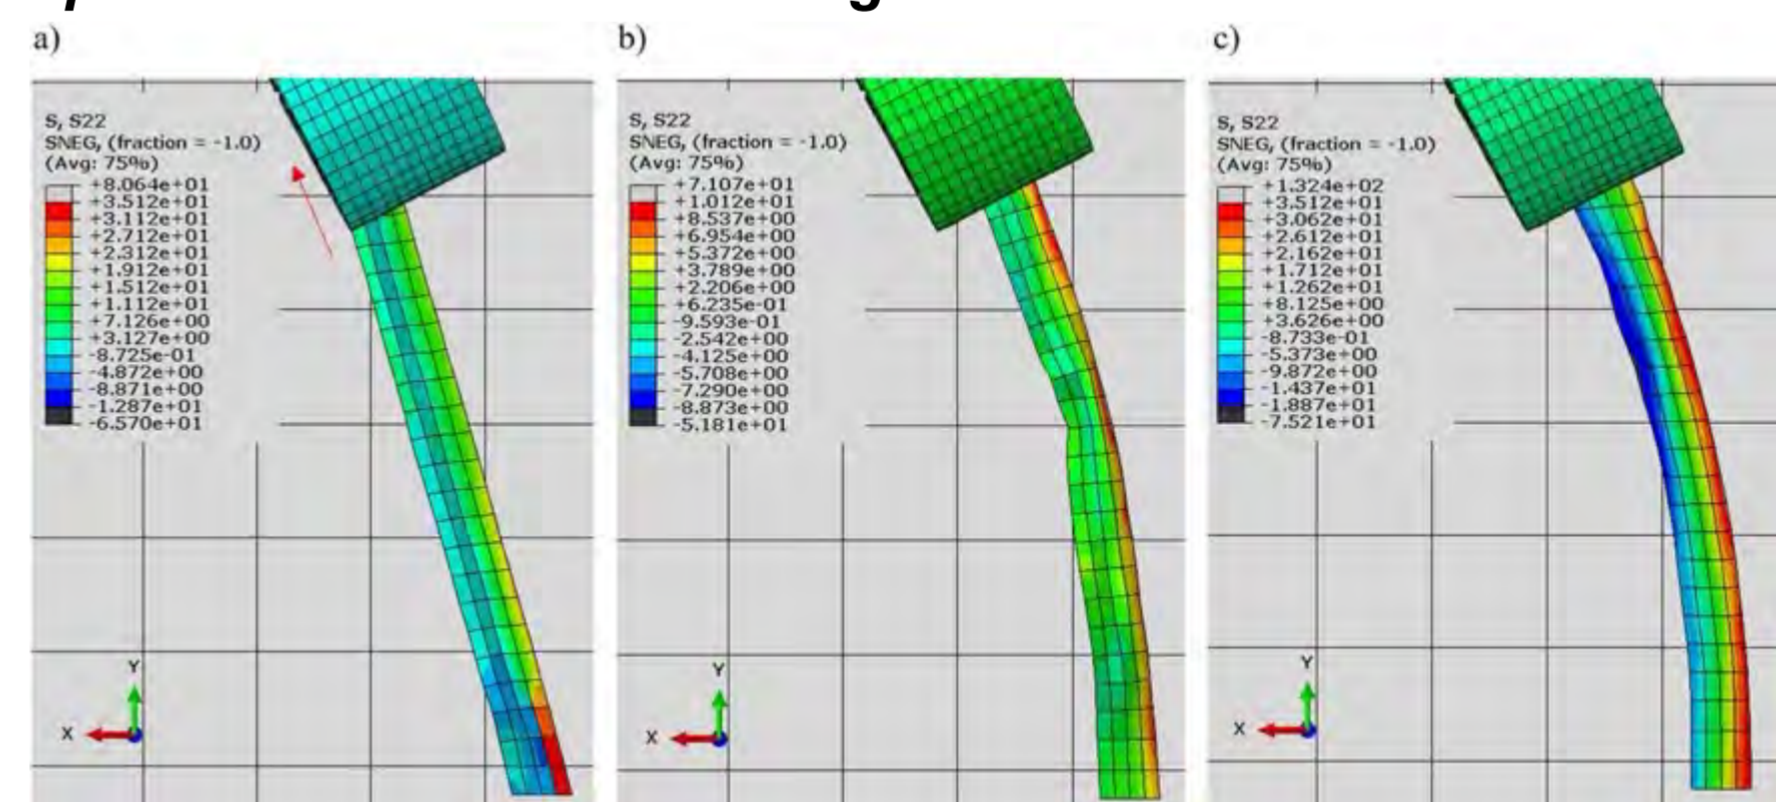 a)
S, S22
SNEG, (fraction = -1.0)
(Avg: 75%)
+8.064e+01
+3.512e+01
+3.112e+01
+2.712e+01
+2.312e+01
+1.912e+01
+1.512e+01
+1.112e+01
+7.126e+00
+3.127e+00
-8.725e-01
-4.872e+00
-8.871e+00
-1.287e+01
-6.570e+01
Y
X
b)
S, S22
SNEG, (fraction = -1.0)
(Avg: 75%)
+7.107e+01
+1.012e+01
+8.537e+00
+6.954e+00
+5.372e+00
+3.789e+00
+2.206e+00
+6.235e-01
-9.593e-01
-2.542e+00
-4.125e+00
-5.708e+00
-7.290e+00
-8.873e+00
-5.181e+01
Y
X
c)
S, S22
SNEG, (fraction = -1.0)
(Avg: 75%)
+1.324e+02
+3.512e+01
+3.062e+01
+2.612e+01
+2.162e+01
+1.712e+01
+1.262e+01
+8.125e+00
+3.626e+00
-8.733e-01
-5.373e+00
-9.872e+00
-1.437e+01
-1.887e+01
-7.521e+01
Y
X